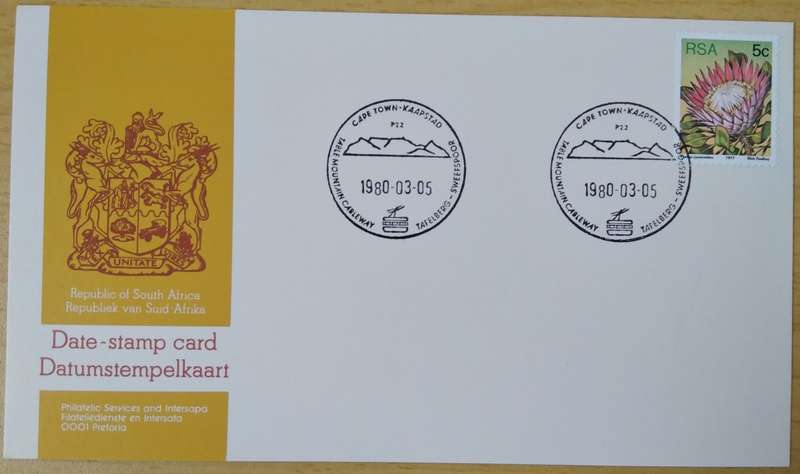 UNITATE
Republic of South Africa
Republiek van Suid-Afrika
Date-stamp card
Datumstempelkaart
Philatelic Services and Intersapa
Filateliedienste en Intersata
0001 Pretoria
CAPE TOWN-KAAPSTAD
P22
1980-03-05
TABLE MOUNTAIN CABLEWAY
TAFELBERG - SWEEFSPOOR
CAPE TOWN-KAAPSTAD
P22
1980-03-05
TABLE MOUNTAIN CABLEWAY
TAFELBERG - SWEEFSPOOR
RSA 5c
1977